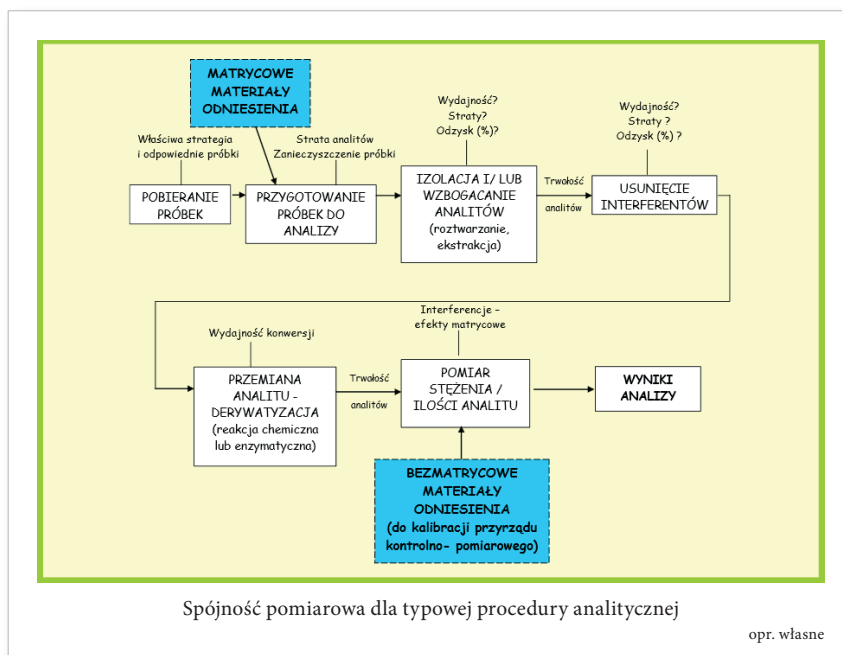 MATRYCOWE
MATERIAŁY
ODNIESIENIA
Właściwa strategia
i odpowiednie próbki
Strata analitów
Zanieczyszczenie próbki
Wydajność?
Straty?
Odzysk (%)?
Wydajność?
Straty ?
Odzysk (%) ?
POBIERANIE
PRÓBEK
PRZYGOTOWANIE
PRÓBEK DO
ANALIZY
IZOLACJA I/ LUB
WZBOGACANIE
ANALITÓW
(roztwarzanie,
ekstrakcja)
Trwałość
analitów
USUNIĘCIE
INTERFERENTÓW
Wydajność konwersji
Interferencje –
efekty matrycowe
PRZEMIANA
ANALITU -
DERYWATYZACJA
(reakcja chemiczna
lub enzymatyczna)
Trwałość
analitów
POMIAR
STĘŻENIA /
ILOŚCI ANALITU
WYNIKI
ANALIZY
BEZMATRYCOWE
MATERIAŁY
ODNIESIENIA
(do kalibracji przyrządu
kontrolno- pomiarowego)
Spójność pomiarowa dla typowej procedury analitycznej
opr. własne